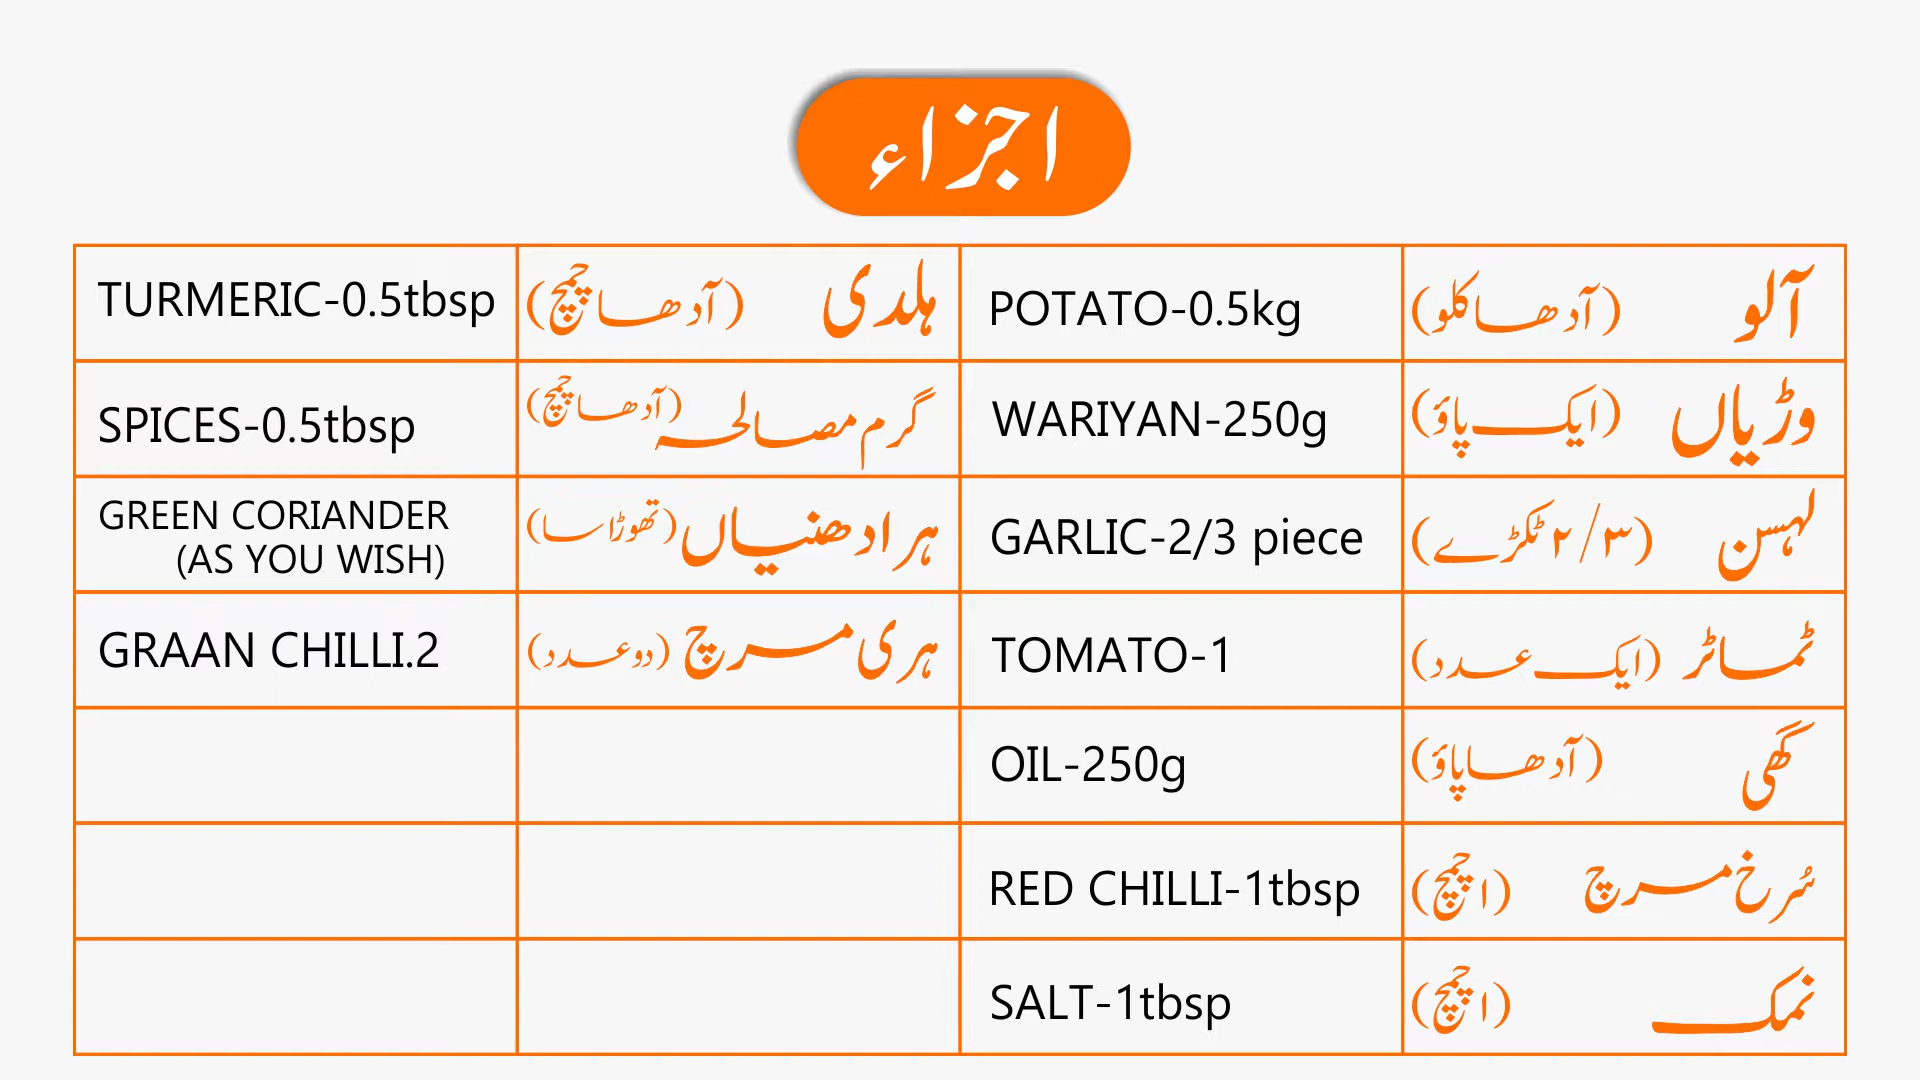 اجزاء
TURMERIC-0.5tbsp
ہلدی (آدھا چمچ)
POTATO-0.5kg
آلو (آدھا کلو)
SPICES-0.5tbsp
گرم مصالحہ (آدھا چمچ)
WARIYAN-250g
وڑیاں (ایک پاؤ)
GREEN CORIANDER
(AS YOU WISH)
ہرا دھنیاں (تھوڑا سا)
GARLIC-2/3 piece
لہسن (۲/۳ ٹکڑے)
GRAAN CHILLI.2
ہری مرچ (دو عدد)
TOMATO-1
ٹماٹر (ایک عدد)
OIL-250g
گھی (آدھا پاؤ)
RED CHILLI-1tbsp
سُرخ مرچ (۱ چمچ)
SALT-1tbsp
نمک (۱ چمچ)